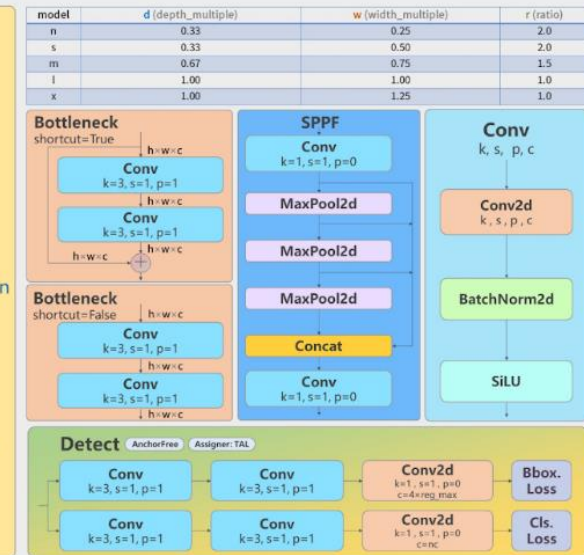 model d (depth_multiple) w (width_multiple) r (ratio)
n 0.33 0.25 2.0
s 0.33 0.50 2.0
m 0.67 0.75 1.5
l 1.00 1.00 1.0
x 1.00 1.25 1.0
Bottleneck
shortcut=True
h×w×c
Conv
k=3, s=1, p=1
h×w×c
Conv
k=3, s=1, p=1
h×w×c
h×w×c
+
n
Bottleneck
shortcut=False
h×w×c
Conv
k=3, s=1, p=1
h×w×c
Conv
k=3, s=1, p=1
h×w×c
SPPF
Conv
k=1, s=1, p=0
MaxPool2d
MaxPool2d
MaxPool2d
Concat
Conv
k=1, s=1, p=0
Conv
k, s, p, c
Conv2d
k, s, p, c
BatchNorm2d
SiLU
Detect AnchorFree Assigner: TAL
Conv
k=3, s=1, p=1
Conv
k=3, s=1, p=1
Conv2d
k=1, s=1, p=0
c=4×reg_max
Bbox.
Loss
Conv
k=3, s=1, p=1
Conv
k=3, s=1, p=1
Conv2d
k=1, s=1, p=0
c=nc
Cls.
Loss